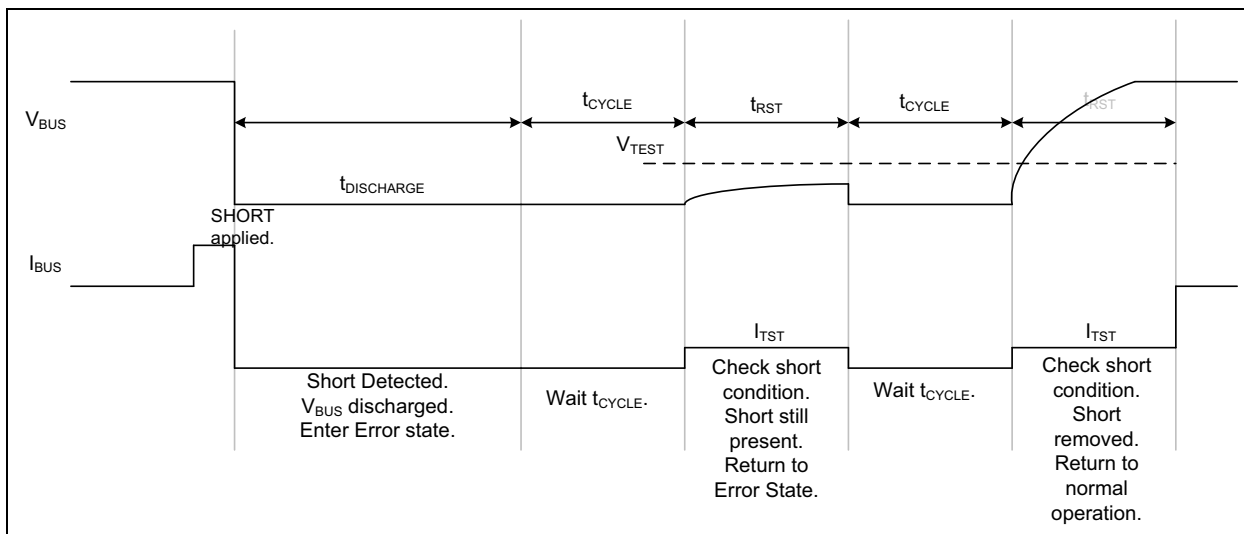 tCYCLE
tRST
tCYCLE
tRST
VBUS
VTEST
tDISCHARGE
SHORT
applied.
IBUS
ITST
ITST
Short Detected.
VBUS discharged.
Enter Error state.
Wait tCYCLE.
Check short
condition.
Short still
present.
Return to
Error State.
Wait tCYCLE.
Check short
condition.
Short
removed.
Return to
normal
operation.